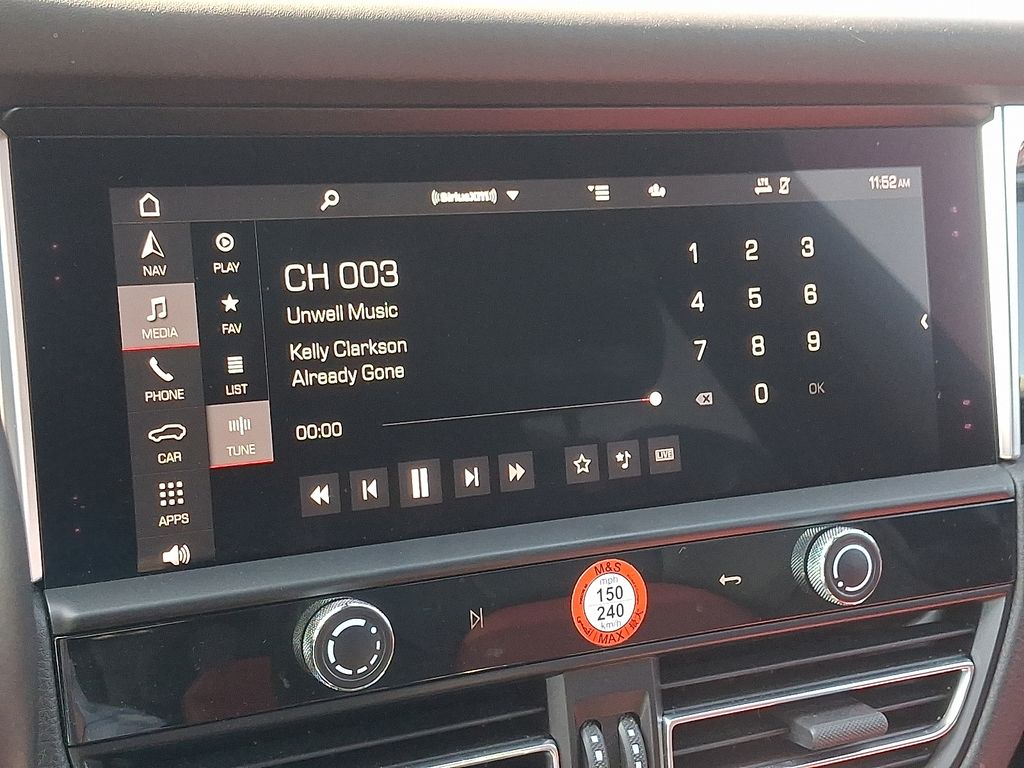 ((SiriusXM))
LTE
11:52 AM
NAV
MEDIA
PHONE
CAR
APPS
PLAY
FAV
LIST
TUNE
CH 003
Unwell Music
Kelly Clarkson
Already Gone
00:00
LIVE
1 2 3
4 5 6
7 8 9
0 OK
M&S
mph
150
240
km/h
MAX